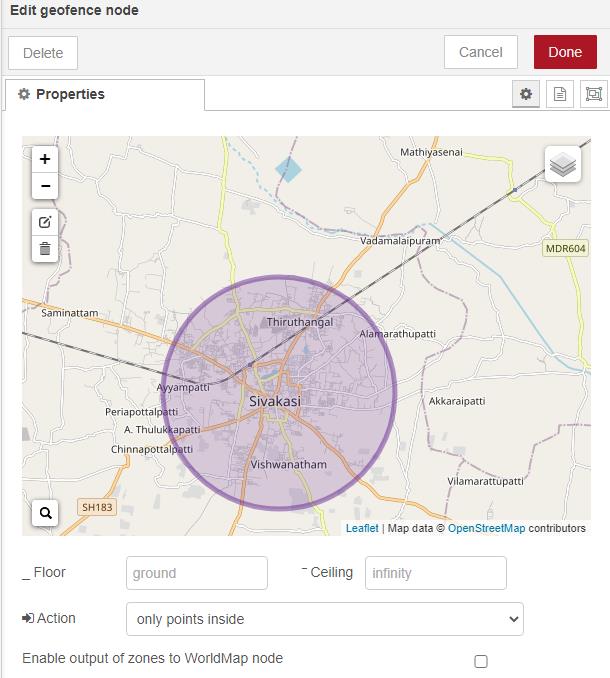 Edit geofence node
Delete
Cancel
Done
Properties
+
−
Mathiyasenai
Vadamalaipuram
MDR604
Saminattam
Thiruthangal
Alamarathupatti
Ayyampatti
Sivakasi
Akkaraipatti
Periapottalpatti
A. Thulukkapatti
Chinnapottalpatti
Vishwanatham
Vilamarattupatti
SH183
Leaflet | Map data © OpenStreetMap contributors
_ Floor
ground
‾ Ceiling
infinity
Action
only points inside
Enable output of zones to WorldMap node